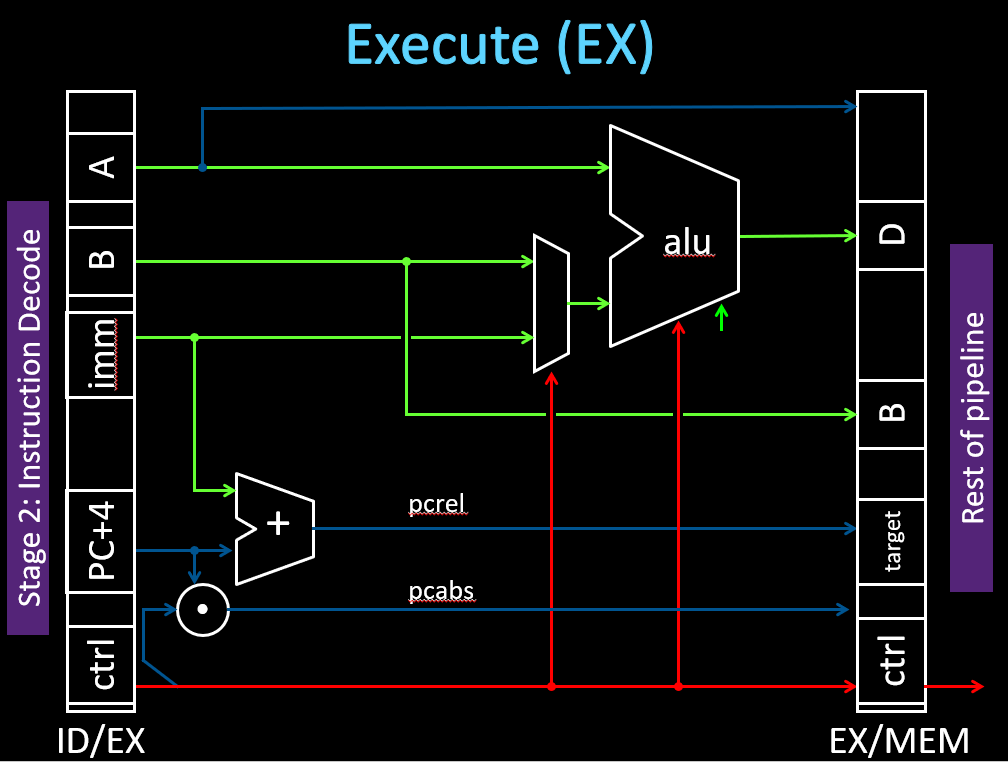 Execute (EX)
Stage 2: Instruction Decode
A
B
imm
PC+4
ctrl
ID/EX
alu
+
pcrel
pcabs
D
B
target
ctrl
EX/MEM
Rest of pipeline